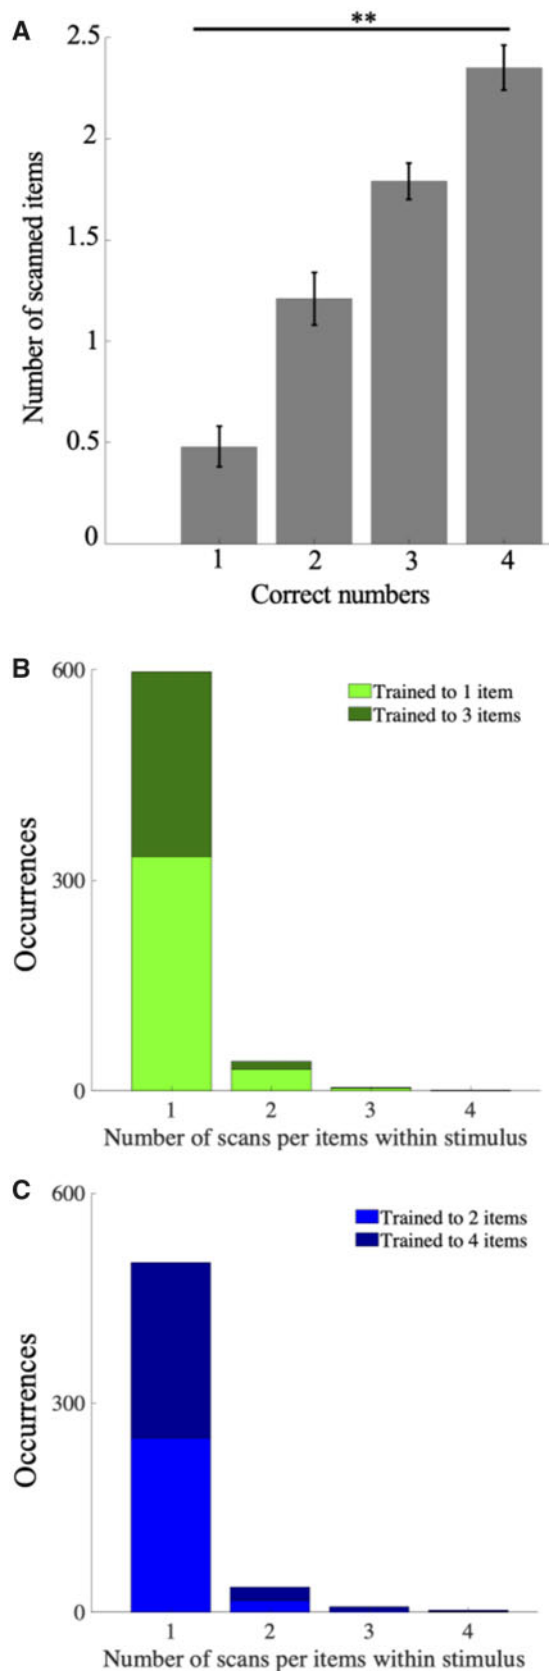 A
**
2.5
2
1.5
1
0.5
0
Number of scanned items
1 2 3 4
Correct numbers
B
600
300
0
Occurrences
Trained to 1 item
Trained to 3 items
1 2 3 4
Number of scans per items within stimulus
C
600
300
0
Occurrences
Trained to 2 items
Trained to 4 items
1 2 3 4
Number of scans per items within stimulus